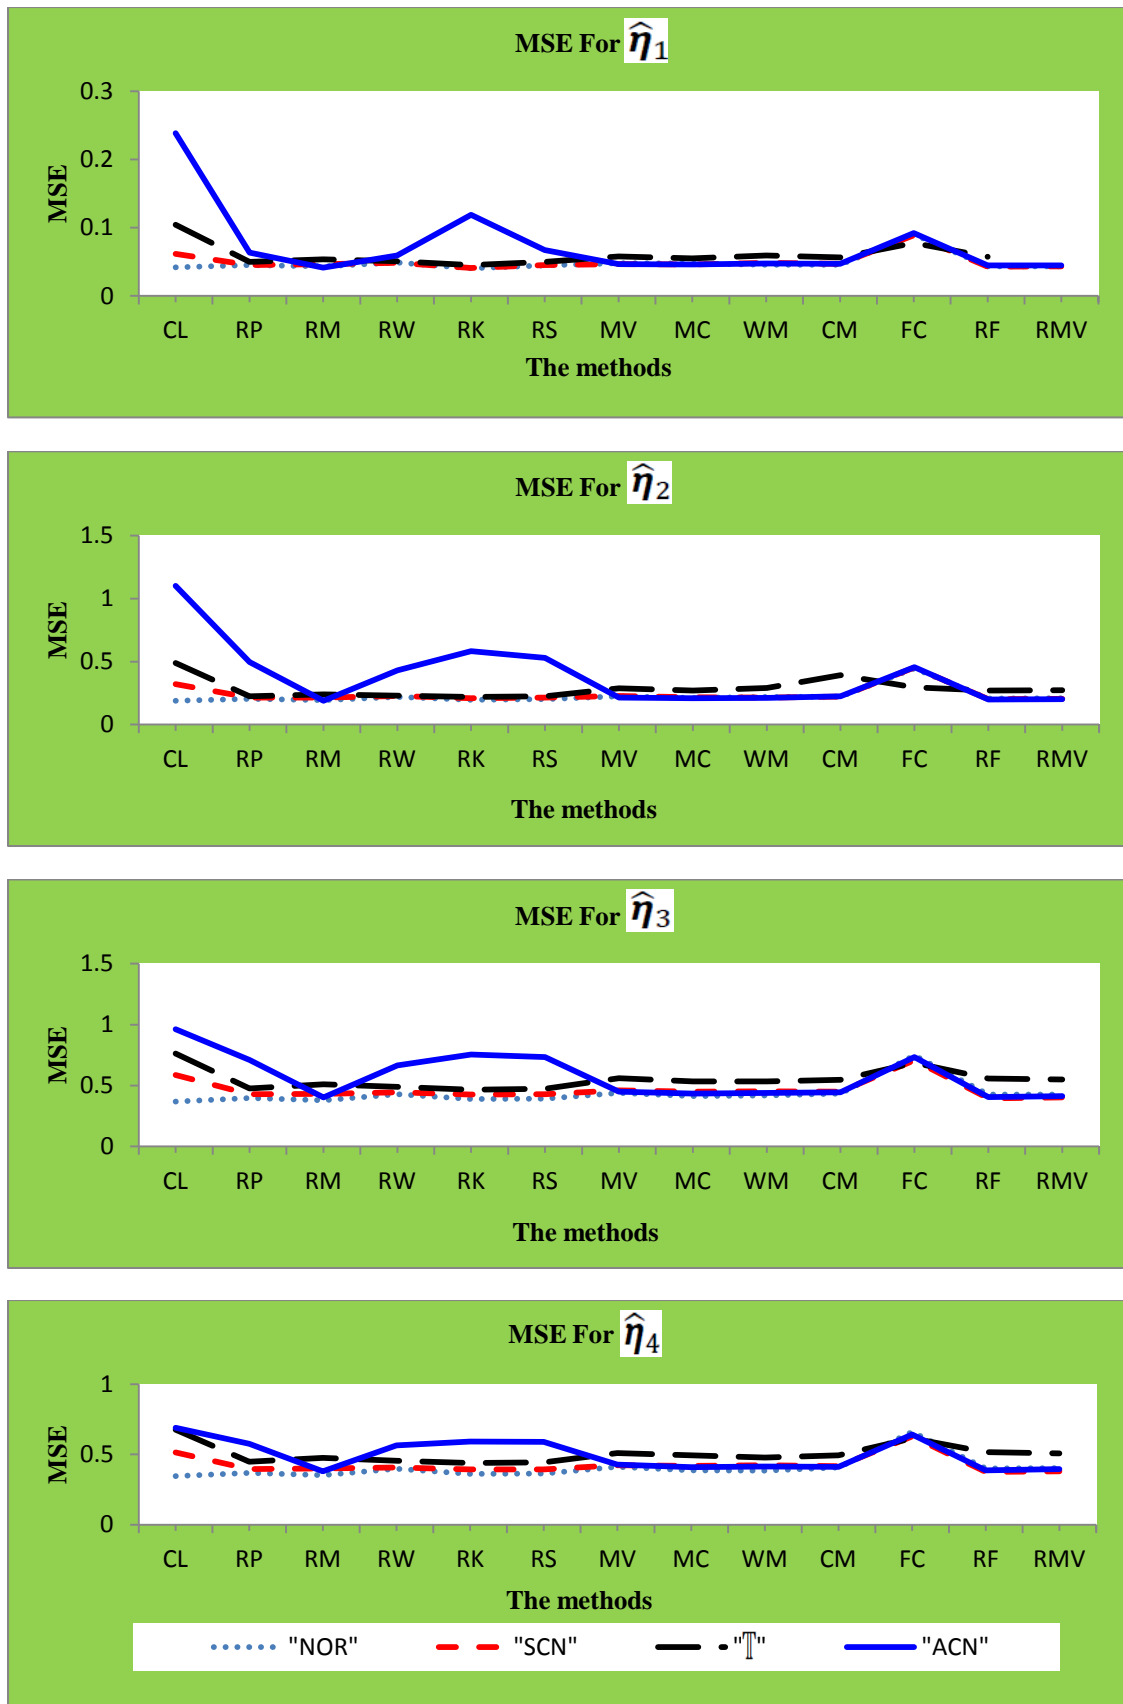 MSE For η̂₁
0.3
0.2
0.1
0
MSE
CL RP RM RW RK RS MV MC WM CM FC RF RMV
The methods
MSE For η̂₂
1.5
1
0.5
0
MSE
CL RP RM RW RK RS MV MC WM CM FC RF RMV
The methods
MSE For η̂₃
1.5
1
0.5
0
MSE
CL RP RM RW RK RS MV MC WM CM FC RF RMV
The methods
MSE For η̂₄
1
0.5
0
MSE
CL RP RM RW RK RS MV MC WM CM FC RF RMV
The methods
"NOR" "SCN" "𝕋" "ACN"